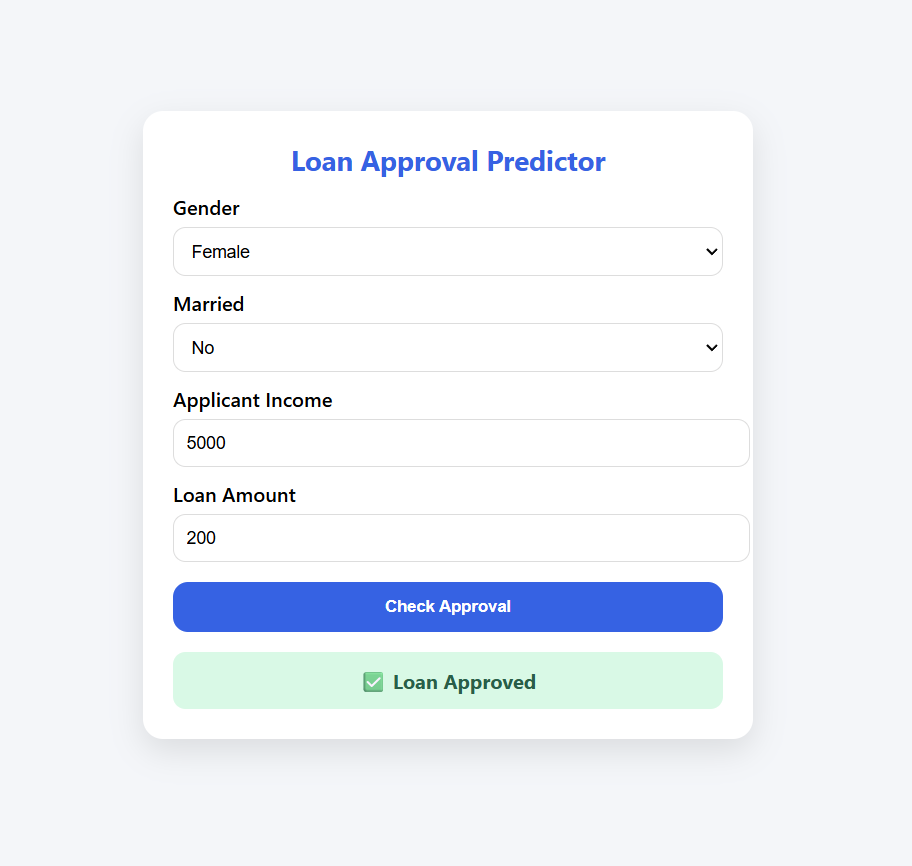 Loan Approval Predictor
Gender
Female
Married
No
Applicant Income
5000
Loan Amount
200
Check Approval
✅ Loan Approved